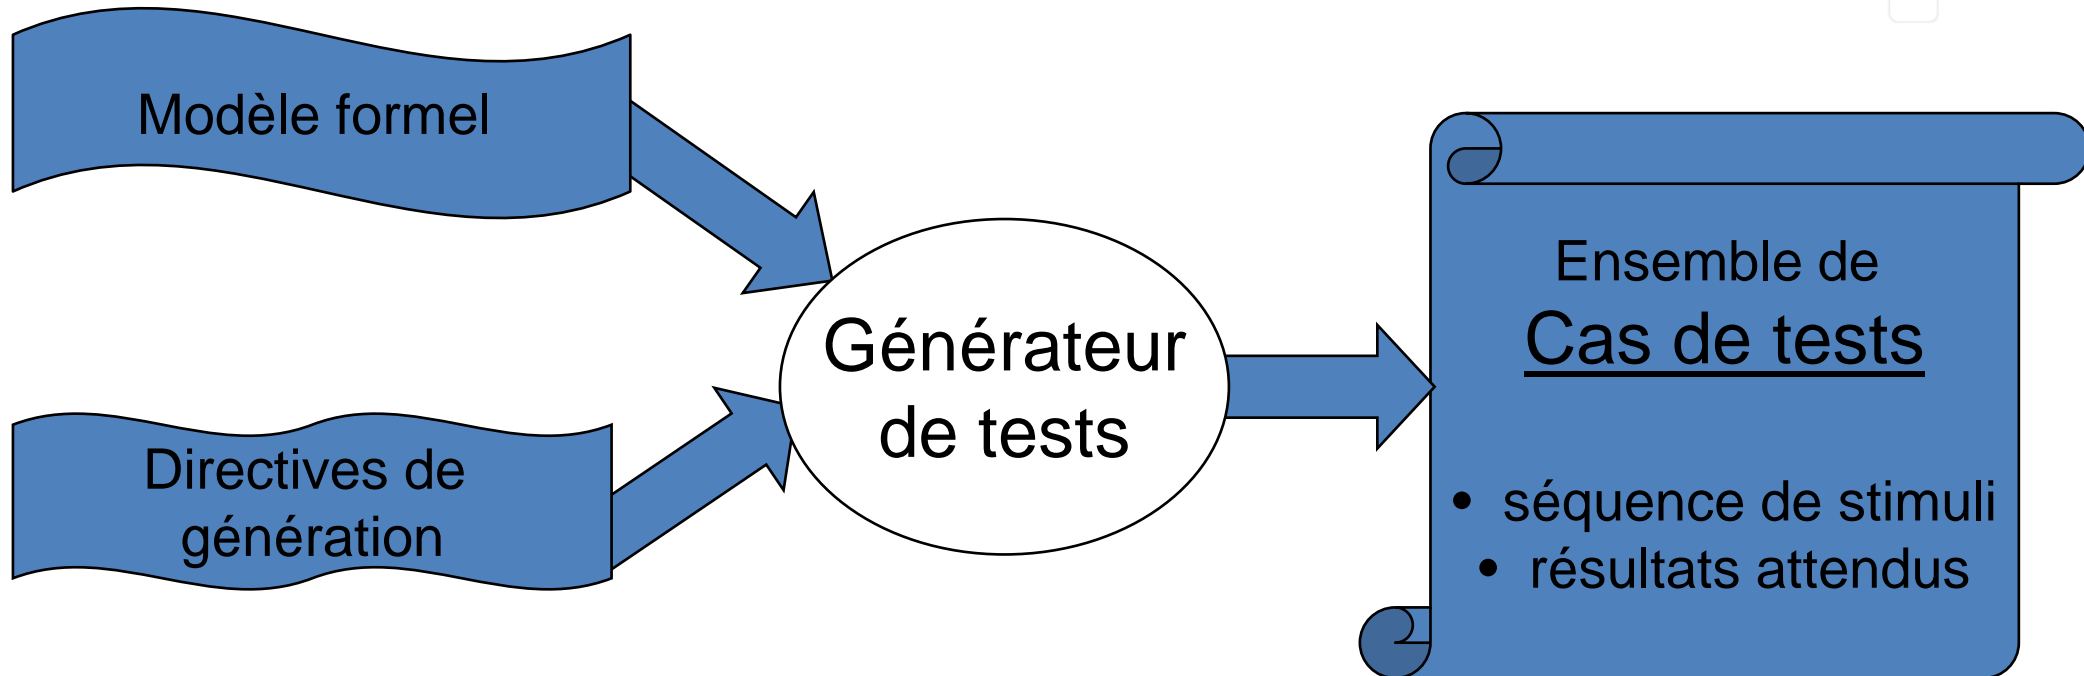 Modèle formel
Directives de
génération
Générateur
de tests
Ensemble de
Cas de tests
• séquence de stimuli
• résultats attendus